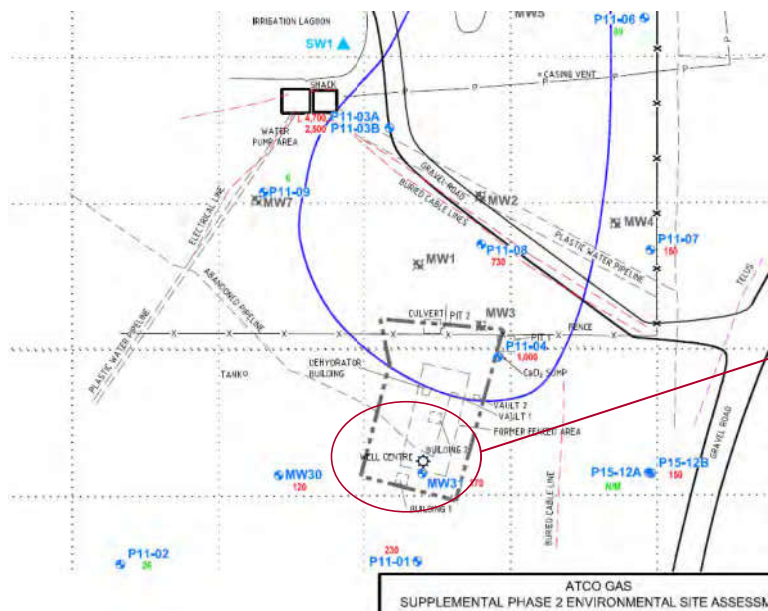 IRRIGATION LAGOON
MW5
P11-06
89
SW1
CASING VENT
SHACK
P
P
P
P
P
4,700
P11-03A
2,500
P11-03B
WATER
PUMP AREA
6
P11-09
MW7
GRAVEL ROAD
BURIED CABLE LINES
MW2
MW4
ELECTRICAL LINE
PLASTIC WATER PIPELINE
P11-07
150
P11-08
730
MW1
TELUS
ABANDONED PIPELINE
PLASTIC WATER PIPELINE
CULVERT
PIT 2
MW3
PIT 1
FENCE
P11-04
1,000
SUMP
DEHYDRATOR
BUILDING
TANK
VAULT 2
VAULT 1
FORMER FENCED AREA
BUILDING 2
WELL CENTRE
GRAVEL ROAD
MW30
120
MW31
270
P15-12A
P15-12B
N/M
150
BUILDING 1
BURIED CABLE LINE
P11-02
26
230
P11-01
ATCO GAS
SUPPLEMENTAL PHASE 2 ENVIRONMENTAL SITE ASSESSM